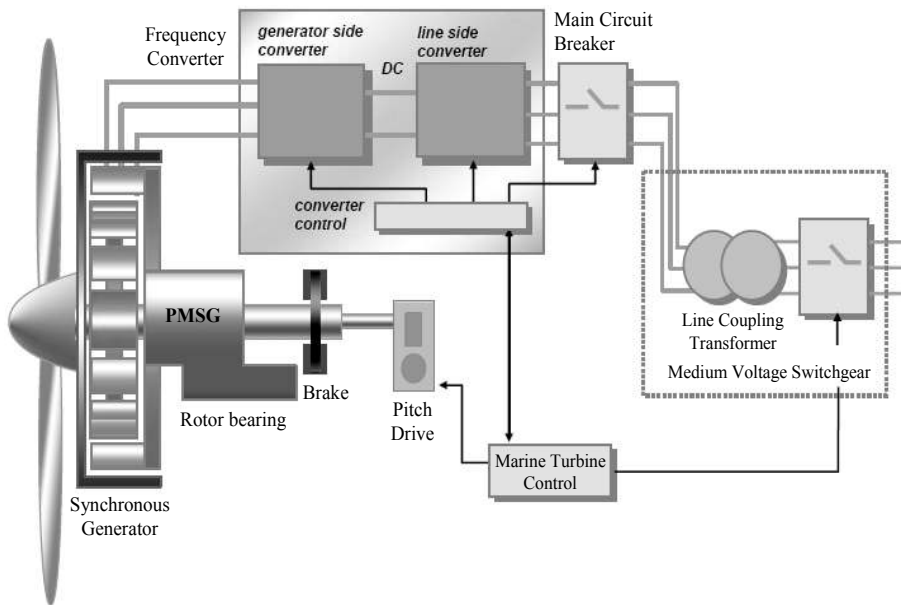 Frequency
Converter
generator side
converter
DC
line side
converter
Main Circuit
Breaker
converter
control
PMSG
Rotor bearing
Brake
Pitch
Drive
Synchronous
Generator
Marine Turbine
Control
Line Coupling
Transformer
Medium Voltage Switchgear